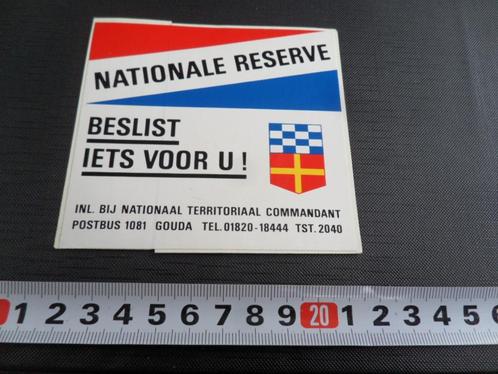 NATIONALE RESERVE
BESLIST
IETS VOOR U!
INL. BIJ NATIONAAL TERRITORIAAL COMMANDANT
POSTBUS 1081 GOUDA TEL. 01820-18444 TST. 2040
1 2 3 4 5 6 7 8 9 20 1 2 3 4 5 6